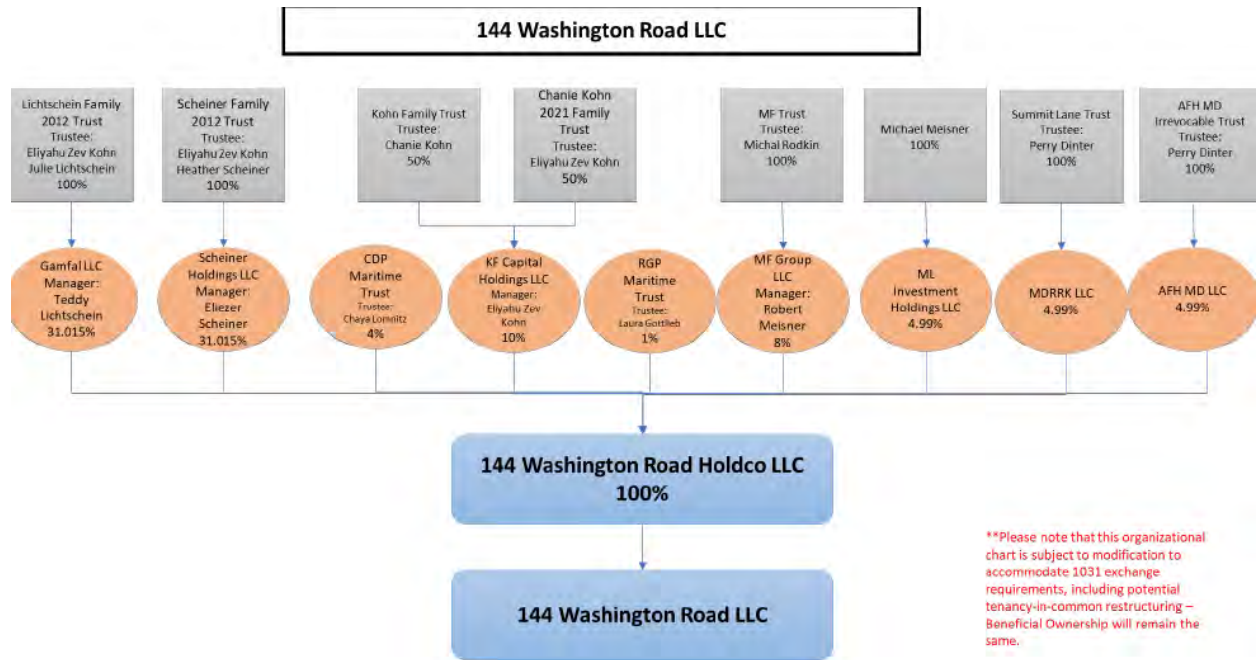 144 Washington Road LLC
Lichtschein Family
2012 Trust
Trustee:
Eliyahu Zev Kohn
Julie Lichtschein
100%
Scheiner Family
2012 Trust
Trustee:
Eliyahu Zev Kohn
Heather Scheiner
100%
Kohn Family Trust
Trustee:
Chanie Kohn
50%
Chanie Kohn
2021 Family
Trust
Trustee:
Eliyahu Zev Kohn
50%
MF Trust
Trustee:
Michal Rodkin
100%
Michael Meisner
100%
Summit Lane Trust
Trustee:
Perry Dinter
100%
AFH MD
Irrevocable Trust
Trustee:
Perry Dinter
100%
Gamfal LLC
Manager:
Teddy
Lichtschein
31.015%
Scheiner
Holdings LLC
Manager:
Eliezer
Scheiner
31.015%
CDP
Maritime
Trust
Trustee:
Chaya Lomnitz
4%
KF Capital
Holdings LLC
Manager:
Eliyahu Zev
Kohn
10%
RGP
Maritime
Trust
Trustee:
Laura Gottlieb
1%
MF Group
LLC
Manager:
Robert
Meisner
8%
ML
Investment
Holdings LLC
4.99%
MDRRK LLC
4.99%
AFH MD LLC
4.99%
144 Washington Road Holdco LLC
100%
144 Washington Road LLC
**Please note that this organizational
chart is subject to modification to
accommodate 1031 exchange
requirements, including potential
tenancy-in-common restructuring –
Beneficial Ownership will remain the
same.